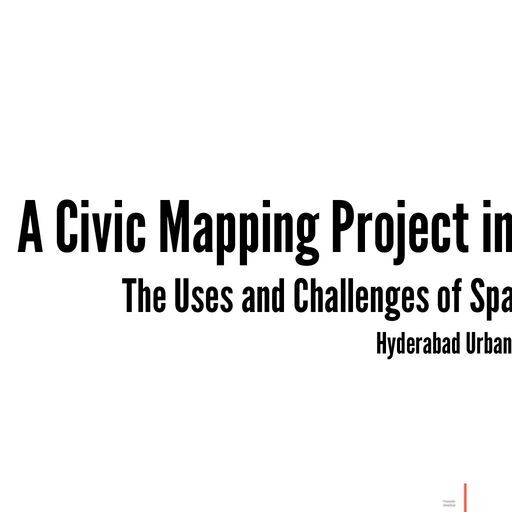 A Civic Mapping Project in
The Uses and Challenges of Spa
Hyderabad Urban